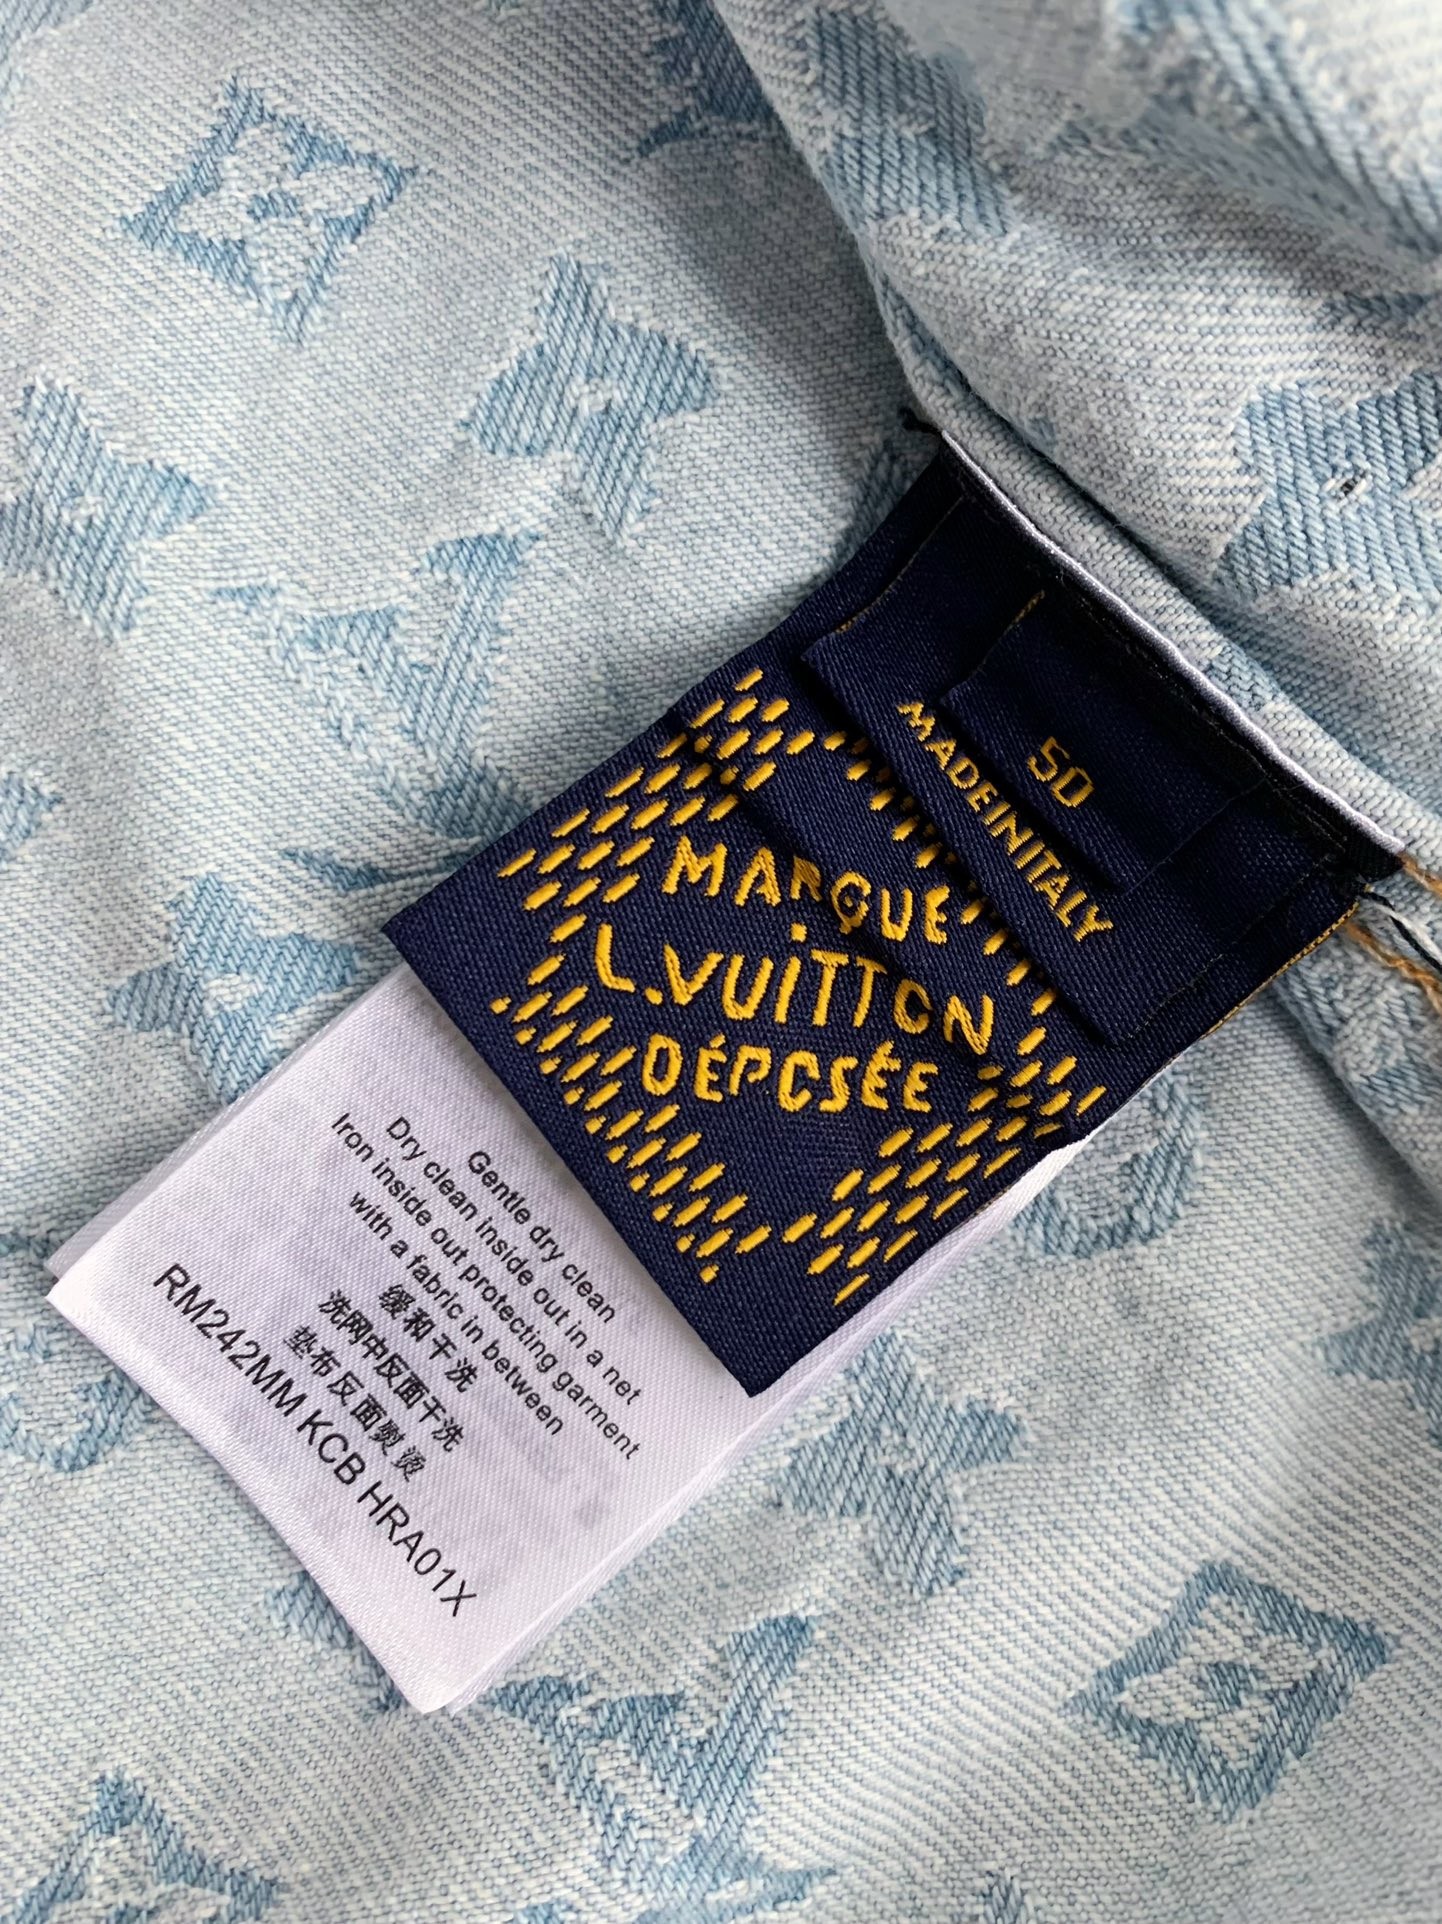 50
MADEINITALY
MARQUE
L.VUITTON
DÉPOSÉE
Gentle dry clean
Dry clean inside out in a net
Iron inside out protecting garment
with a fabric in between
缓和干洗
洗网中反面干洗
垫布反面熨烫
RM242MM KCB HRA01X